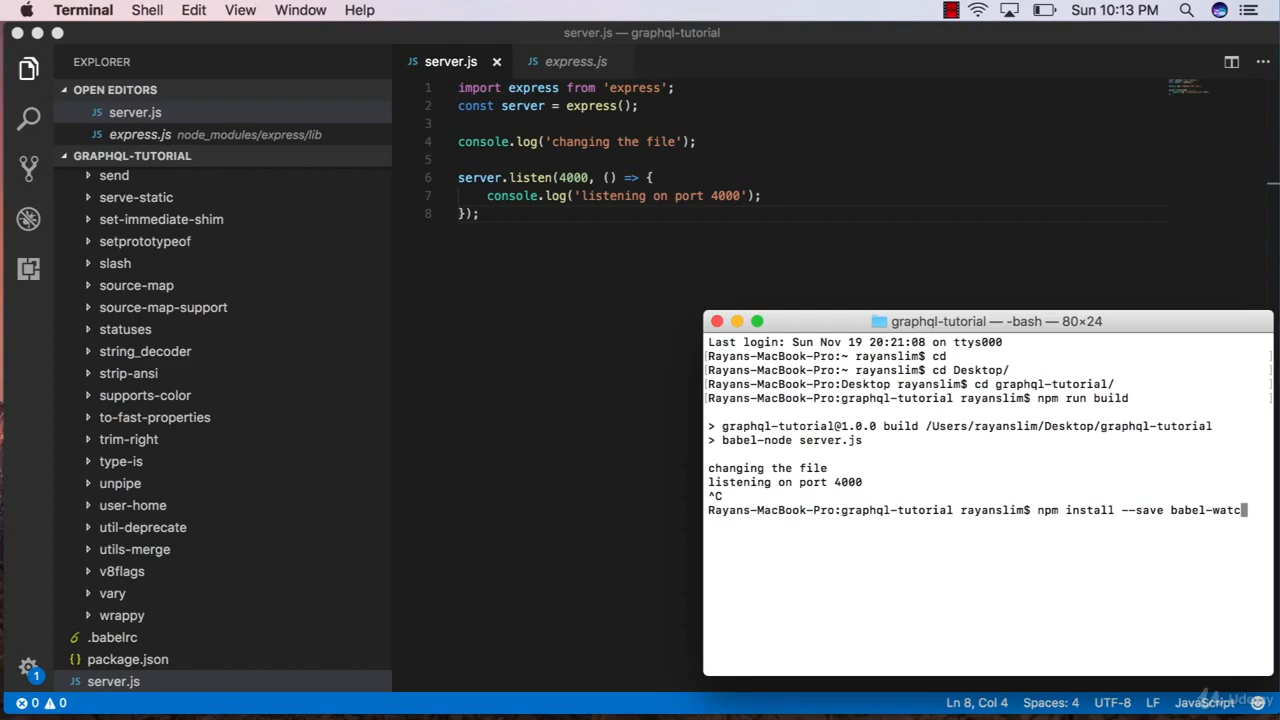 Terminal Shell Edit View Window Help Sun 10:13 PM
server.js — graphql-tutorial
EXPLORER
server.js
express.js
OPEN EDITORS
server.js
express.js node_modules/express/lib
GRAPHQL-TUTORIAL
send
serve-static
set-immediate-shim
setprototypeof
slash
source-map
source-map-support
statuses
string_decoder
strip-ansi
supports-color
to-fast-properties
trim-right
type-is
unpipe
user-home
util-deprecate
utils-merge
v8flags
vary
wrappy
.babelrc
package.json
server.js
1 import express from 'express';
2 const server = express();
3
4 console.log('changing the file');
5
6 server.listen(4000, () => {
7 console.log('listening on port 4000');
8 });
graphql-tutorial — -bash — 80×24
Last login: Sun Nov 19 20:21:08 on ttys000
[Rayans-MacBook-Pro:~ rayanslim$ cd ]
[Rayans-MacBook-Pro:~ rayanslim$ cd Desktop/ ]
[Rayans-MacBook-Pro:Desktop rayanslim$ cd graphql-tutorial/ ]
[Rayans-MacBook-Pro:graphql-tutorial rayanslim$ npm run build ]
> graphql-tutorial@1.0.0 build /Users/rayanslim/Desktop/graphql-tutorial
> babel-node server.js
changing the file
listening on port 4000
^C
Rayans-MacBook-Pro:graphql-tutorial rayanslim$ npm install --save babel-watc
1
0 0 Ln 8, Col 4 Spaces: 4 UTF-8 LF JavaScript
Udemy